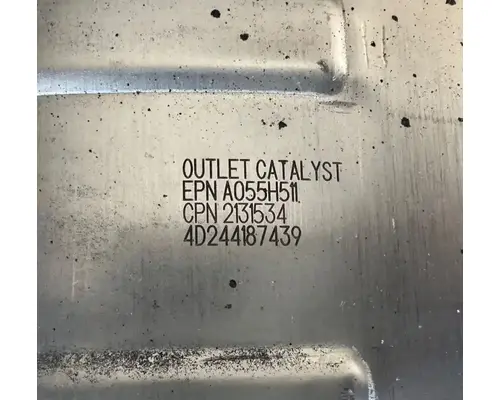 OUTLET CATALYST
EPN A055H511
CPN 2131534
4D244187439